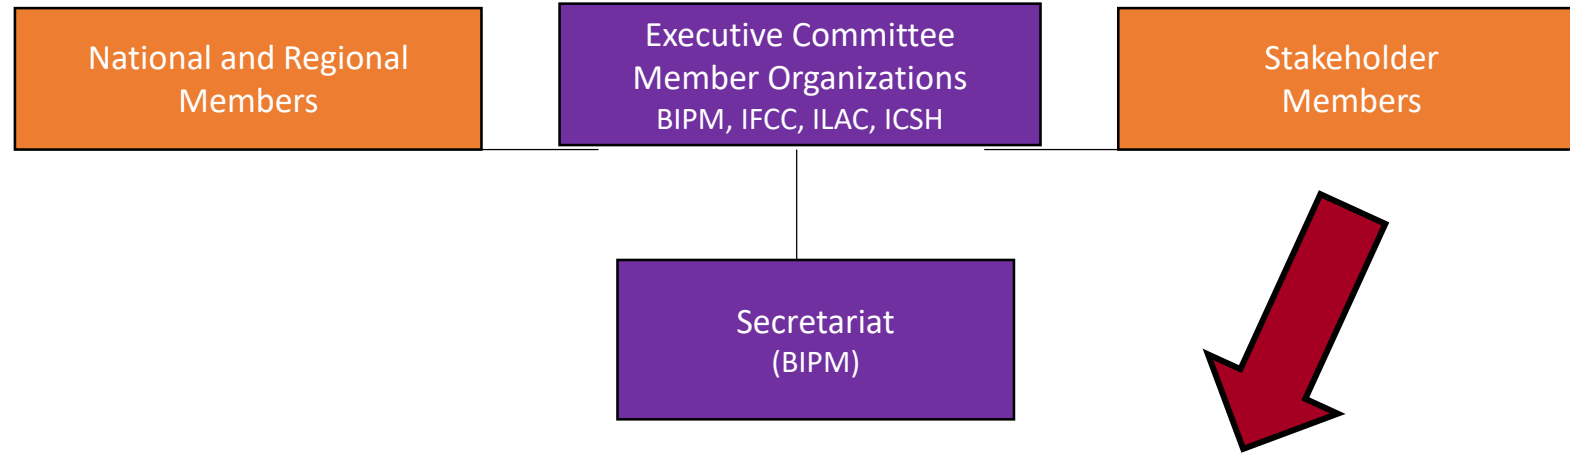 National and Regional
Members
Executive Committee
Member Organizations
BIPM, IFCC, ILAC, ICSH
Stakeholder
Members
Secretariat
(BIPM)